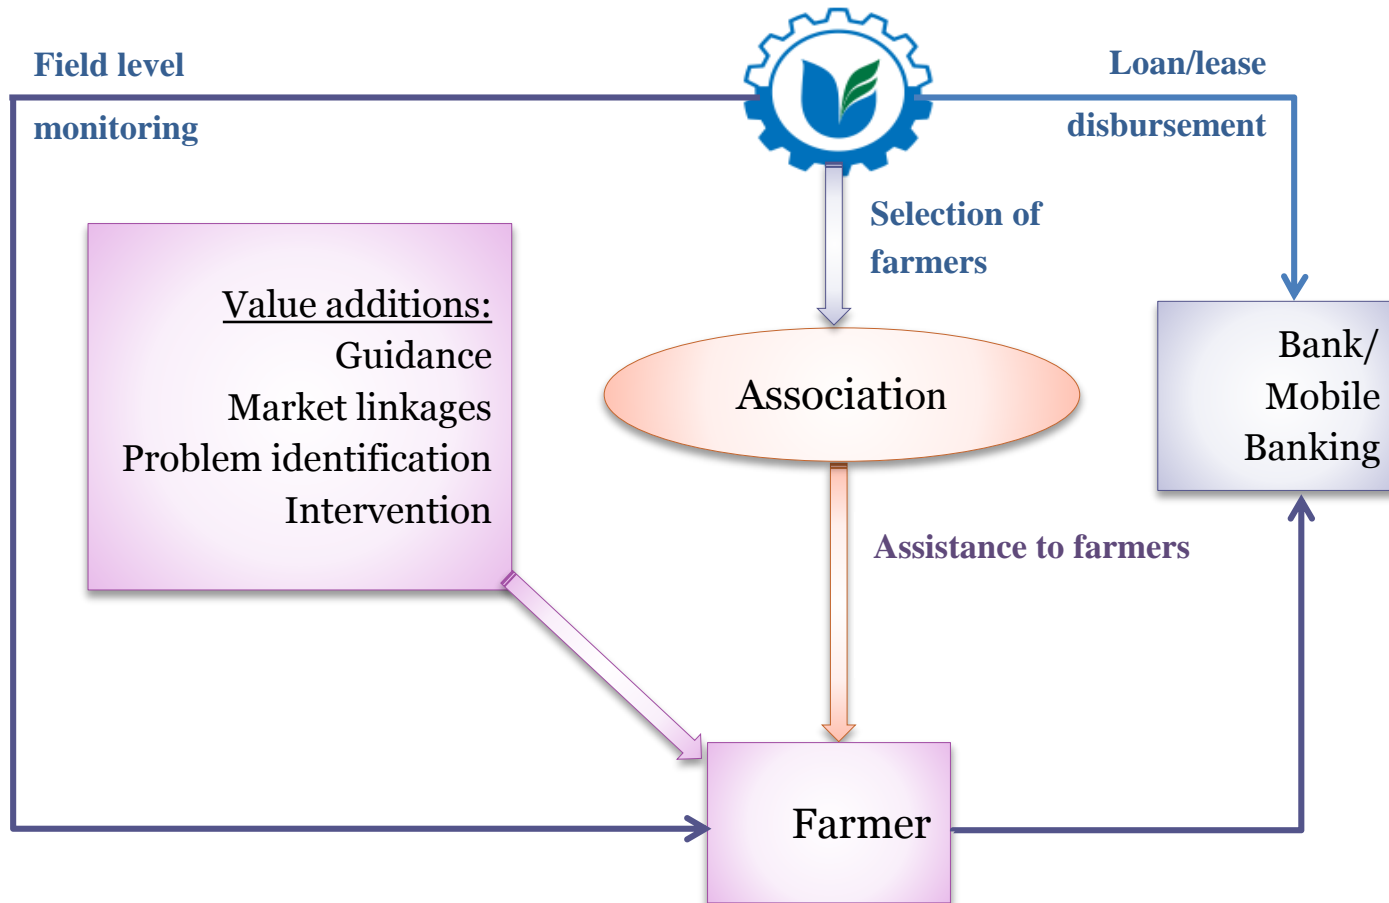 Field level
monitoring
Loan/lease
disbursement
Selection of
farmers
Value additions:
Guidance
Market linkages
Problem identification
Intervention
Association
Bank/
Mobile
Banking
Assistance to farmers
Farmer